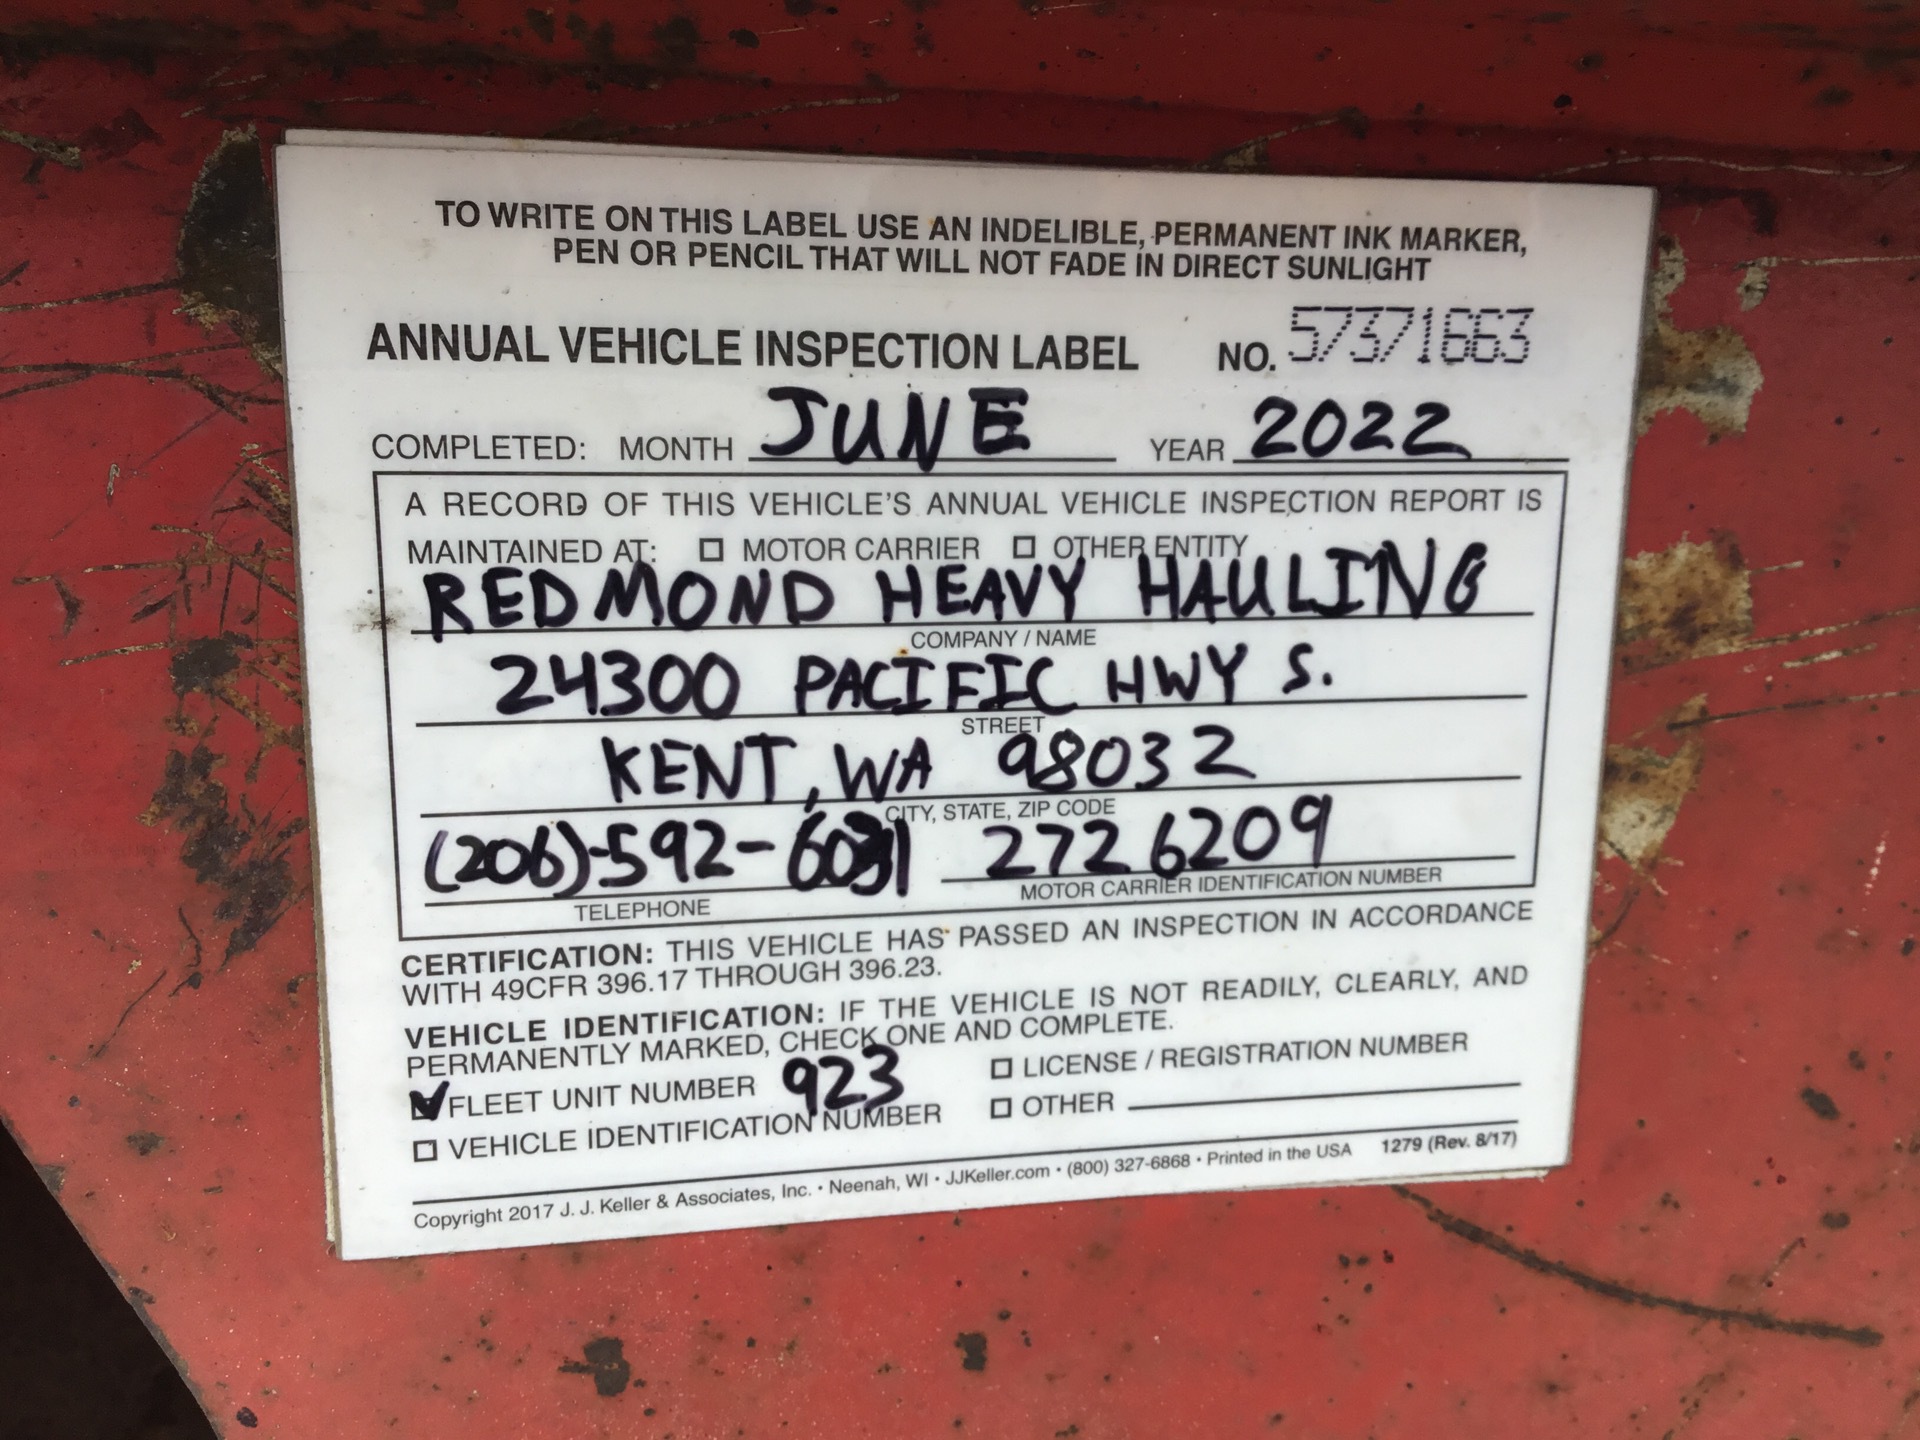 TO WRITE ON THIS LABEL USE AN INDELIBLE, PERMANENT INK MARKER,
PEN OR PENCIL THAT WILL NOT FADE IN DIRECT SUNLIGHT
ANNUAL VEHICLE INSPECTION LABEL NO. 57371663
COMPLETED: MONTH JUNE YEAR 2022
A RECORD OF THIS VEHICLE'S ANNUAL VEHICLE INSPECTION REPORT IS
MAINTAINED AT: ☐ MOTOR CARRIER ☐ OTHER ENTITY
REDMOND HEAVY HAULING
COMPANY / NAME
24300 PACIFIC HWY S.
STREET
KENT, WA 98032
CITY, STATE, ZIP CODE
(206)-592- 2726209
TELEPHONE MOTOR CARRIER IDENTIFICATION NUMBER
CERTIFICATION: THIS VEHICLE HAS PASSED AN INSPECTION IN ACCORDANCE
WITH 49CFR 396.17 THROUGH 396.23.
VEHICLE IDENTIFICATION: IF THE VEHICLE IS NOT READILY, CLEARLY, AND
PERMANENTLY MARKED, CHECK ONE AND COMPLETE.
☑ FLEET UNIT NUMBER 923 ☐ LICENSE / REGISTRATION NUMBER
☐ VEHICLE IDENTIFICATION NUMBER ☐ OTHER
Copyright 2017 J. J. Keller & Associates, Inc. • Neenah, WI • JJKeller.com • (800) 327-6868 • Printed in the USA 1279 (Rev. 8/17)